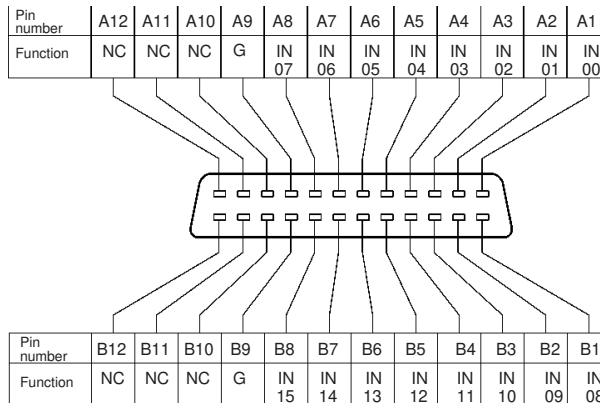 Pin number A12 A11 A10 A9 A8 A7 A6 A5 A4 A3 A2 A1
Function NC NC NC G IN 07 IN 06 IN 05 IN 04 IN 03 IN 02 IN 01 IN 00
Pin number B12 B11 B10 B9 B8 B7 B6 B5 B4 B3 B2 B1
Function NC NC NC G IN 15 IN 14 IN 13 IN 12 IN 11 IN 10 IN 09 IN 08